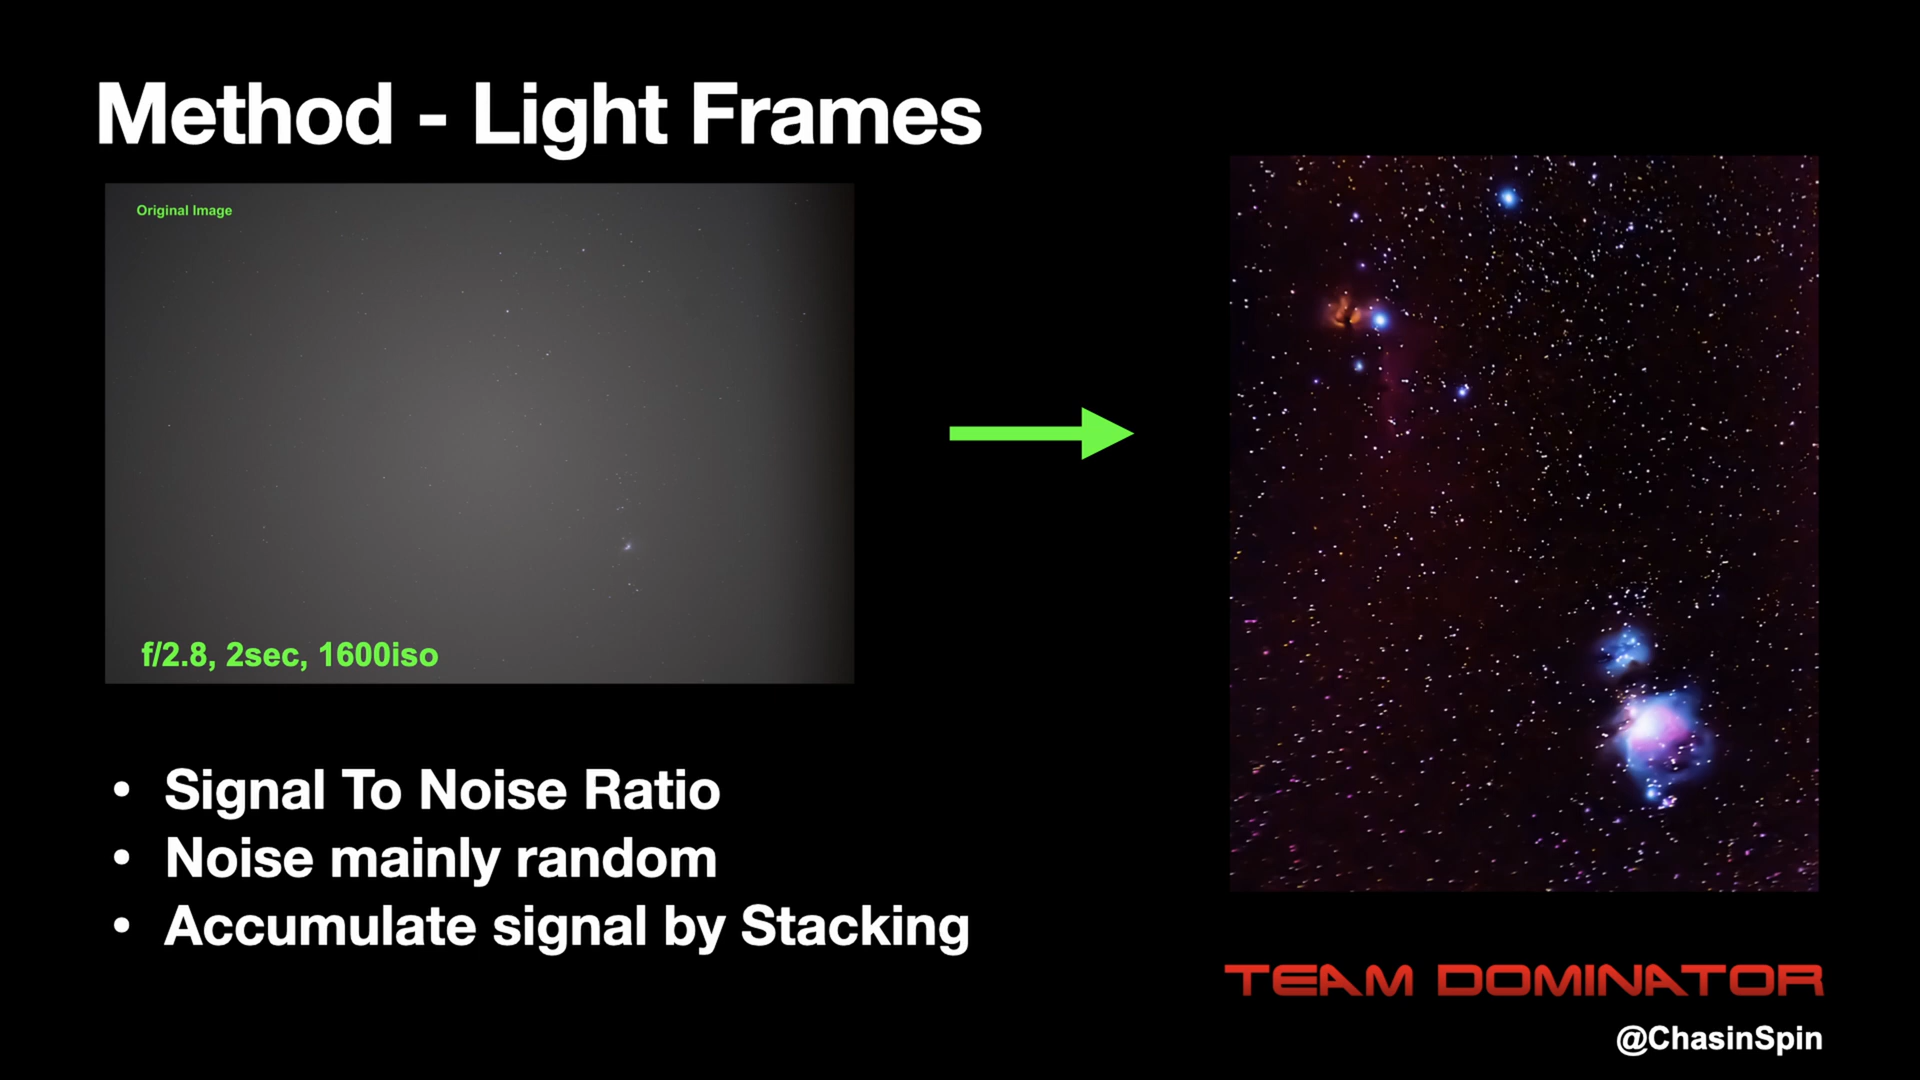 Method - Light Frames
Original Image
f/2.8, 2sec, 1600iso
• Signal To Noise Ratio
• Noise mainly random
• Accumulate signal by Stacking
TEAM DOMINATOR
@ChasinSpin